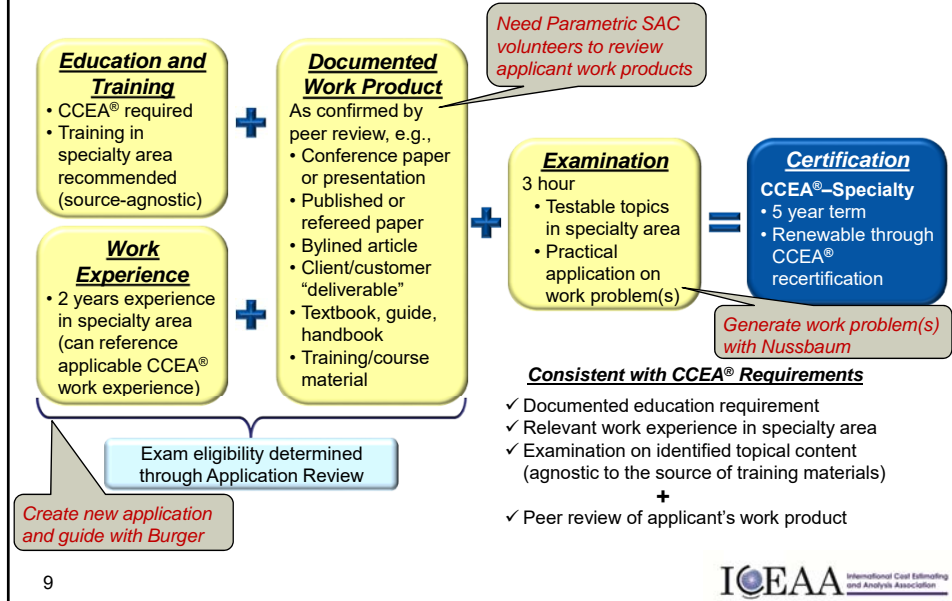 Need Parametric SAC
volunteers to review
applicant work products
Education and
Training
• CCEA® required
• Training in
specialty area
recommended
(source-agnostic)
+
Work
Experience
• 2 years experience
in specialty area
(can reference
applicable CCEA®
work experience)
+
Documented
Work Product
As confirmed by
peer review, e.g.,
• Conference paper
or presentation
• Published or
refereed paper
• Bylined article
• Client/customer
“deliverable”
• Textbook, guide,
handbook
• Training/course
material
+
Examination
3 hour
• Testable topics
in specialty area
• Practical
application on
work problem(s)
=
Certification
CCEA®–Specialty
• 5 year term
• Renewable through
CCEA®
recertification
Generate work problem(s)
with Nussbaum
Exam eligibility determined
through Application Review
Create new application
and guide with Burger
Consistent with CCEA® Requirements
✓ Documented education requirement
✓ Relevant work experience in specialty area
✓ Examination on identified topical content
(agnostic to the source of training materials)
+
✓ Peer review of applicant’s work product
9
ICEAA International Cost Estimating
and Analysis Association